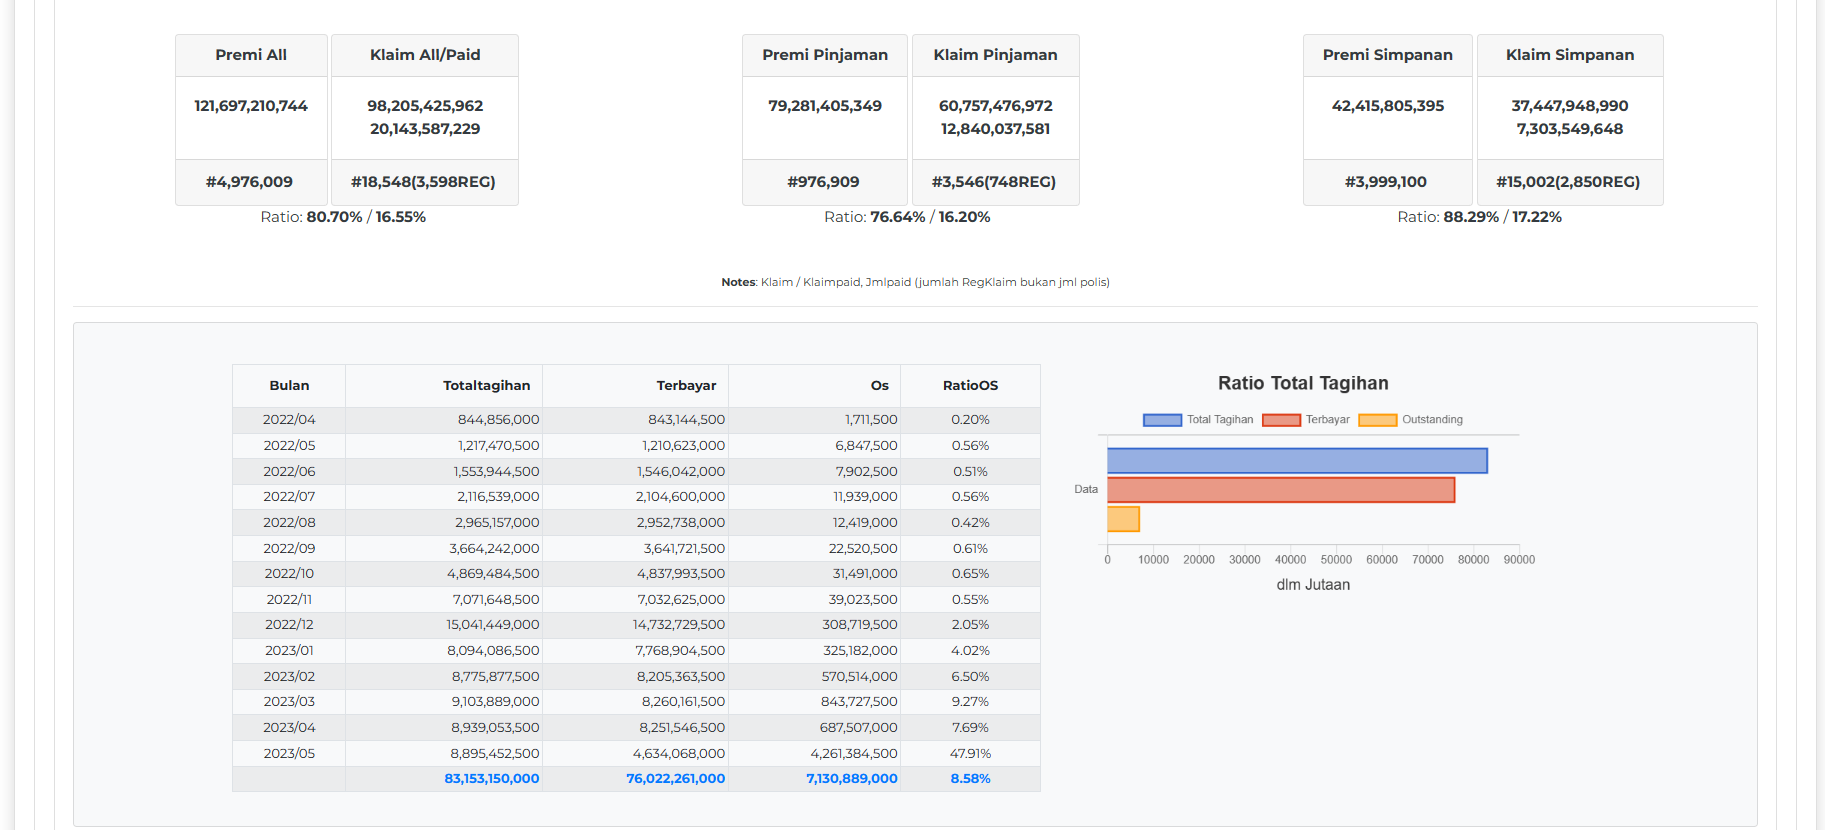 Premi All Klaim All/Paid Premi Pinjaman Klaim Pinjaman Premi Simpanan Klaim Simpanan
121,697,210,744 98,205,425,962 79,281,405,349 60,757,476,972 42,415,805,395 37,447,948,990
20,143,587,229 12,840,037,581 7,303,549,648
#4,976,009 #18,548(3,598REG) #976,909 #3,546(748REG) #3,999,100 #15,002(2,850REG)
Ratio: 80.70% / 16.55% Ratio: 76.64% / 16.20% Ratio: 88.29% / 17.22%
Notes: Klaim / Klaimpaid, Jmlpaid (jumlah RegKlaim bukan jml polis)
Bulan Totaltagihan Terbayar Os RatioOS
2022/04 844,856,000 843,144,500 1,711,500 0.20%
2022/05 1,217,470,500 1,210,623,000 6,847,500 0.56%
2022/06 1,553,944,500 1,546,042,000 7,902,500 0.51%
2022/07 2,116,539,000 2,104,600,000 11,939,000 0.56%
2022/08 2,965,157,000 2,952,738,000 12,419,000 0.42%
2022/09 3,664,242,000 3,641,721,500 22,520,500 0.61%
2022/10 4,869,484,500 4,837,993,500 31,491,000 0.65%
2022/11 7,071,648,500 7,032,625,000 39,023,500 0.55%
2022/12 15,041,449,000 14,732,729,500 308,719,500 2.05%
2023/01 8,094,086,500 7,768,904,500 325,182,000 4.02%
2023/02 8,775,877,500 8,205,363,500 570,514,000 6.50%
2023/03 9,103,889,000 8,260,161,500 843,727,500 9.27%
2023/04 8,939,053,500 8,251,546,500 687,507,000 7.69%
2023/05 8,895,452,500 4,634,068,000 4,261,384,500 47.91%
83,153,150,000 76,022,261,000 7,130,889,000 8.58%
Ratio Total Tagihan
Total Tagihan Terbayar Outstanding
Data
0 10000 20000 30000 40000 50000 60000 70000 80000 90000
dlm Jutaan